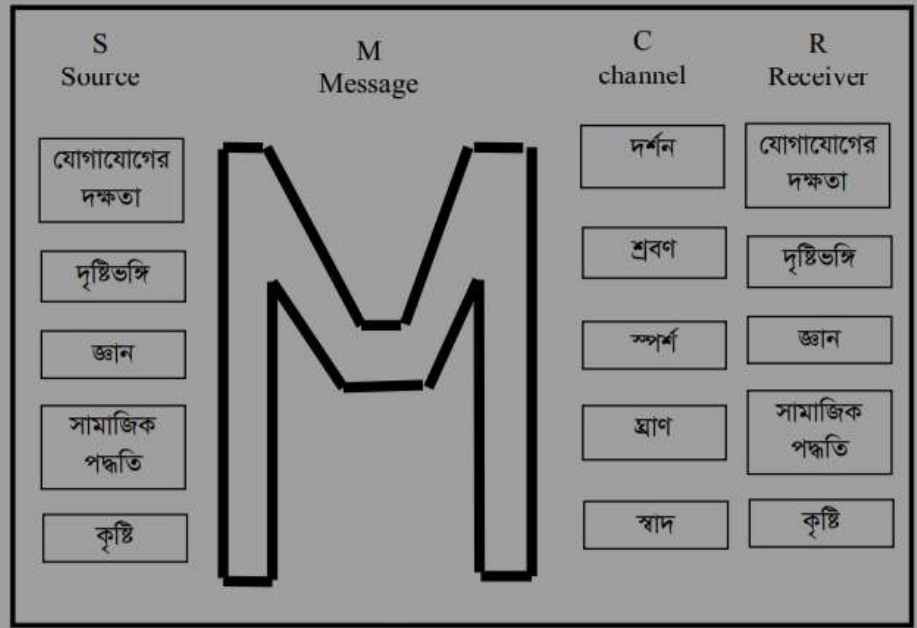 S
Source
M
Message
C
channel
R
Receiver
যোগাযোগের
দক্ষতা
দৃষ্টিভঙ্গি
জ্ঞান
সামাজিক
পদ্ধতি
কৃষ্টি
দর্শন
শ্রবণ
স্পর্শ
ঘ্রাণ
স্বাদ
যোগাযোগের
দক্ষতা
দৃষ্টিভঙ্গি
জ্ঞান
সামাজিক
পদ্ধতি
কৃষ্টি